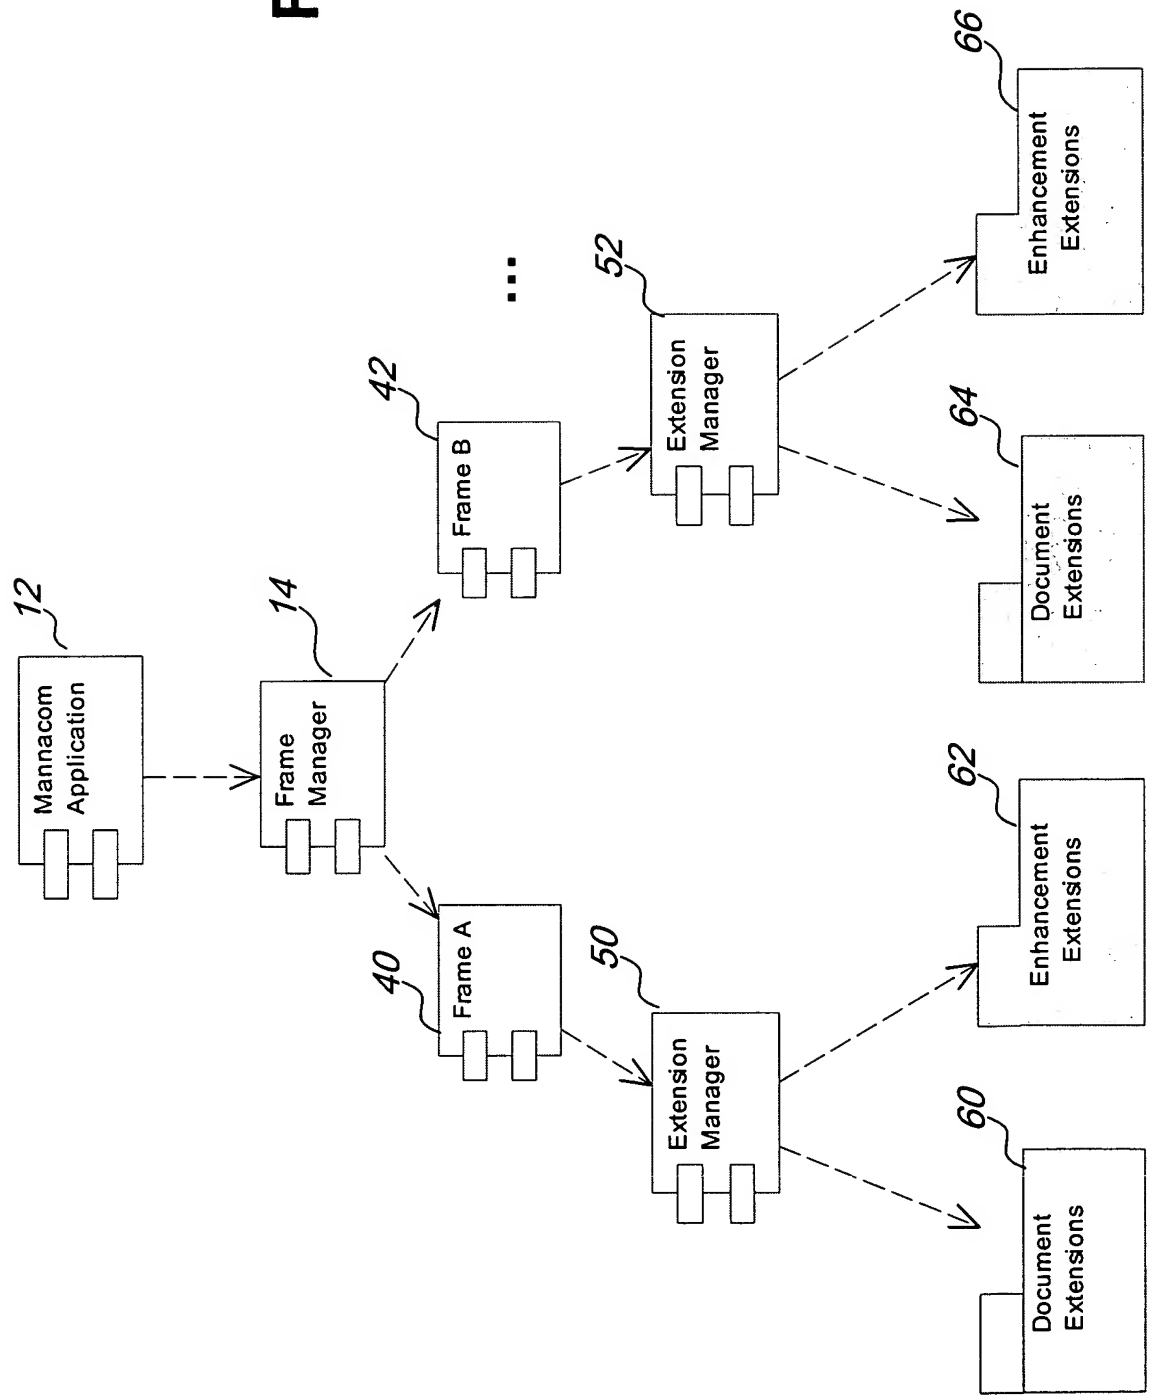 F
12
Mannacom
Application
14
Frame
Manager
40
Frame A
42
Frame B
...
50
Extension
Manager
52
Extension
Manager
60
Document
Extensions
62
Enhancement
Extensions
64
Document
Extensions
66
Enhancement
Extensions